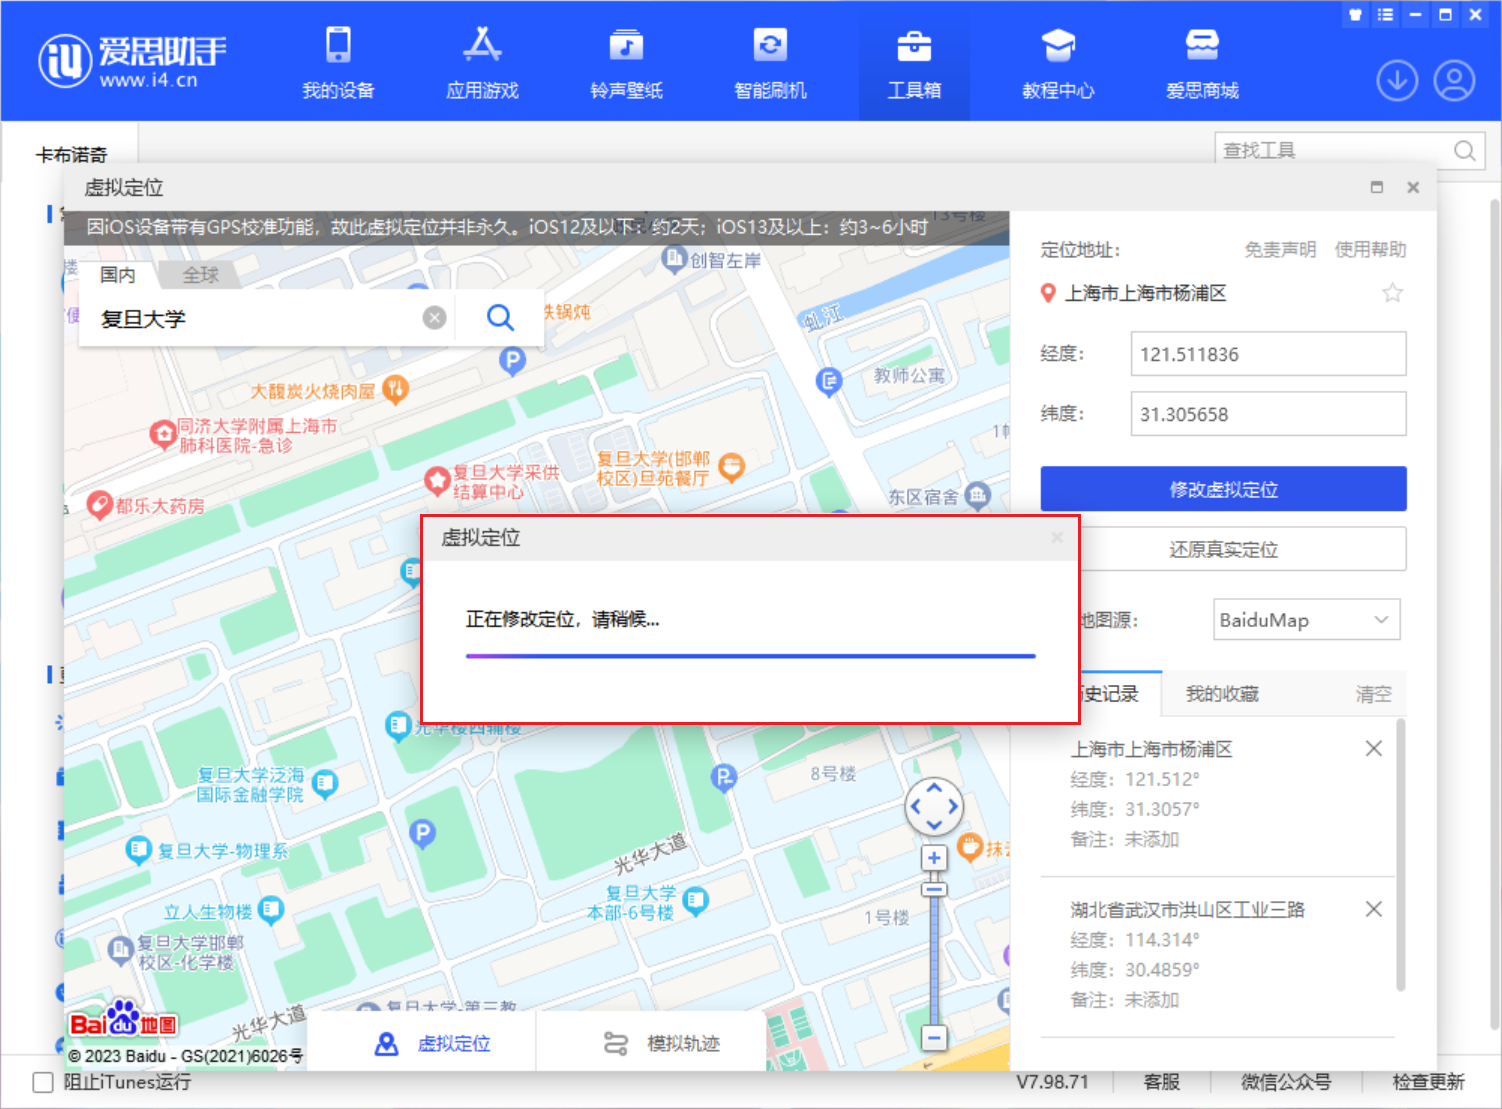 爱思助手
www.i4.cn
我的设备
应用游戏
铃声壁纸
智能刷机
工具箱
教程中心
爱思商城
卡布诺奇
查找工具
虚拟定位
因iOS设备带有GPS校准功能，故此虚拟定位并非永久。iOS12及以下：约2天；iOS13及以上：约3~6小时
13号楼
国内
全球
复旦大学
创智左岸
铁锅炖
虬江
教师公寓
大馥炭火烧肉屋
同济大学附属上海市
肺科医院-急诊
复旦大学采供
结算中心
复旦大学(邯郸
校区)旦苑餐厅
都乐大药房
东区宿舍
虚拟定位
正在修改定位，请稍候...
光华楼西辅楼
8号楼
复旦大学泛海
国际金融学院
复旦大学-物理系
光华大道
复旦大学
本部-6号楼
立人生物楼
1号楼
复旦大学邯郸
校区-化学楼
复旦大学-第三教
光华大道
Bai du 地图
© 2023 Baidu - GS(2021)6026号
虚拟定位
模拟轨迹
定位地址：
免责声明
使用帮助
上海市上海市杨浦区
经度：
121.511836
纬度：
31.305658
修改虚拟定位
还原真实定位
地图源：
BaiduMap
历史记录
我的收藏
清空
上海市上海市杨浦区
经度：121.512°
纬度：31.3057°
备注：未添加
湖北省武汉市洪山区工业三路
经度：114.314°
纬度：30.4859°
备注：未添加
阻止iTunes运行
V7.98.71
客服
微信公众号
检查更新